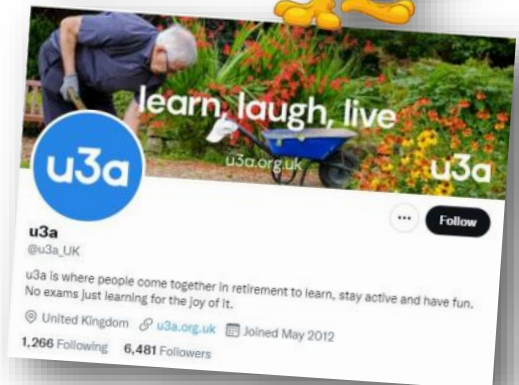 learn, laugh, live
u3a.org.uk
u3a
u3a
Follow
u3a
@u3a_UK
u3a is where people come together in retirement to learn, stay active and have fun.
No exams just learning for the joy of it.
United Kingdom u3a.org.uk Joined May 2012
1,266 Following 6,481 Followers